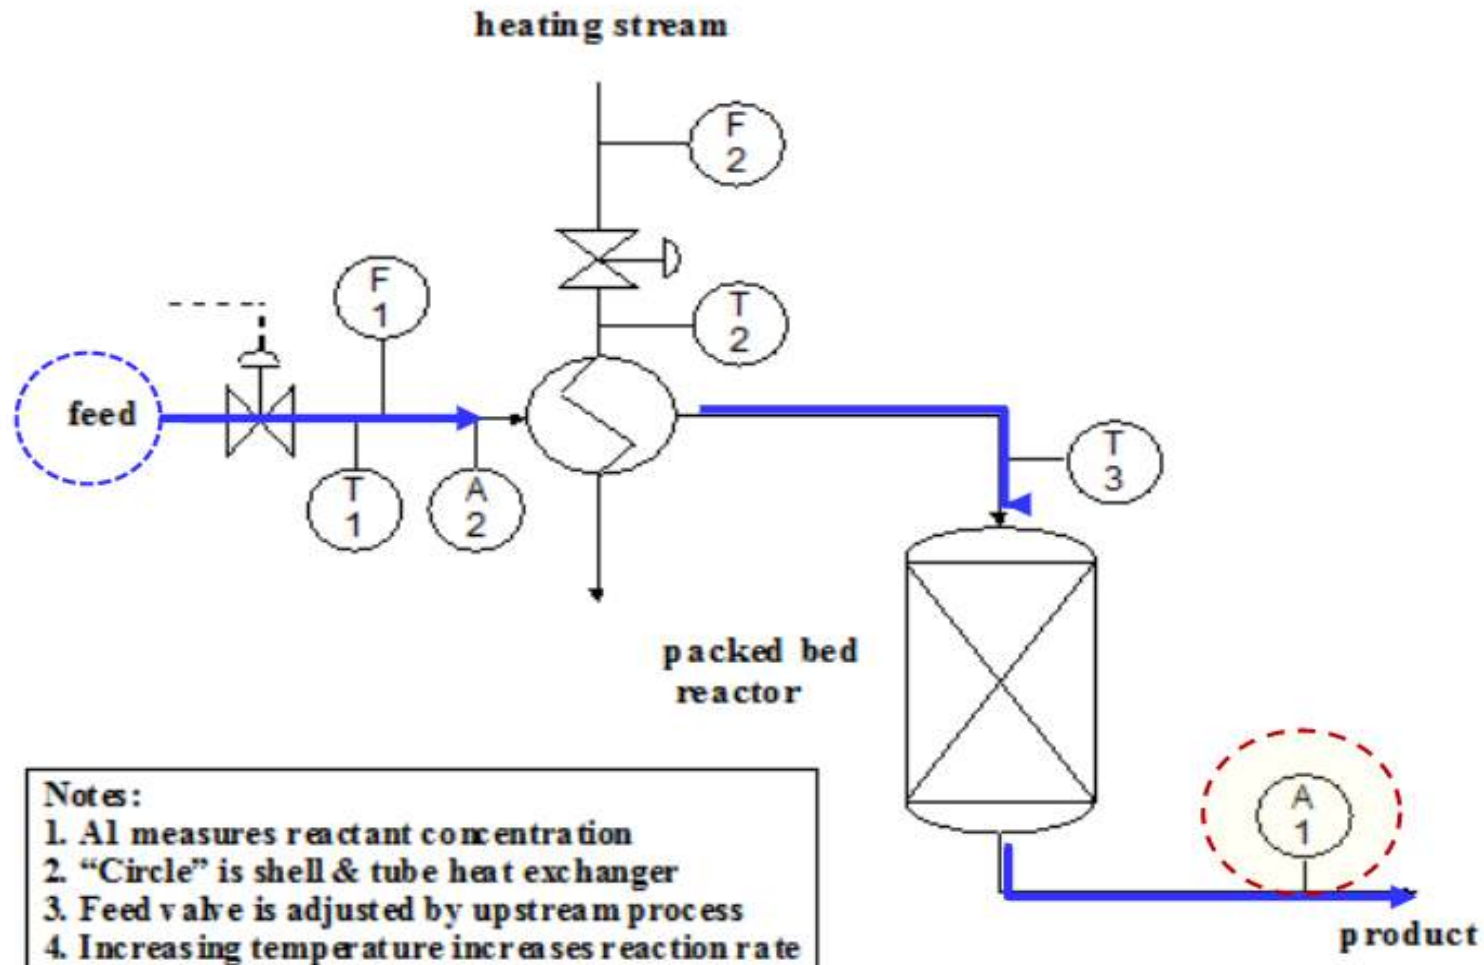 heating stream
F
2
F
1
T
2
feed
T
1
A
2
T
3
packed bed
reactor
Notes:
1. A1 measures reactant concentration
2. “Circle” is shell & tube heat exchanger
3. Feed valve is adjusted by upstream process
4. Increasing temperature increases reaction rate
A
1
product